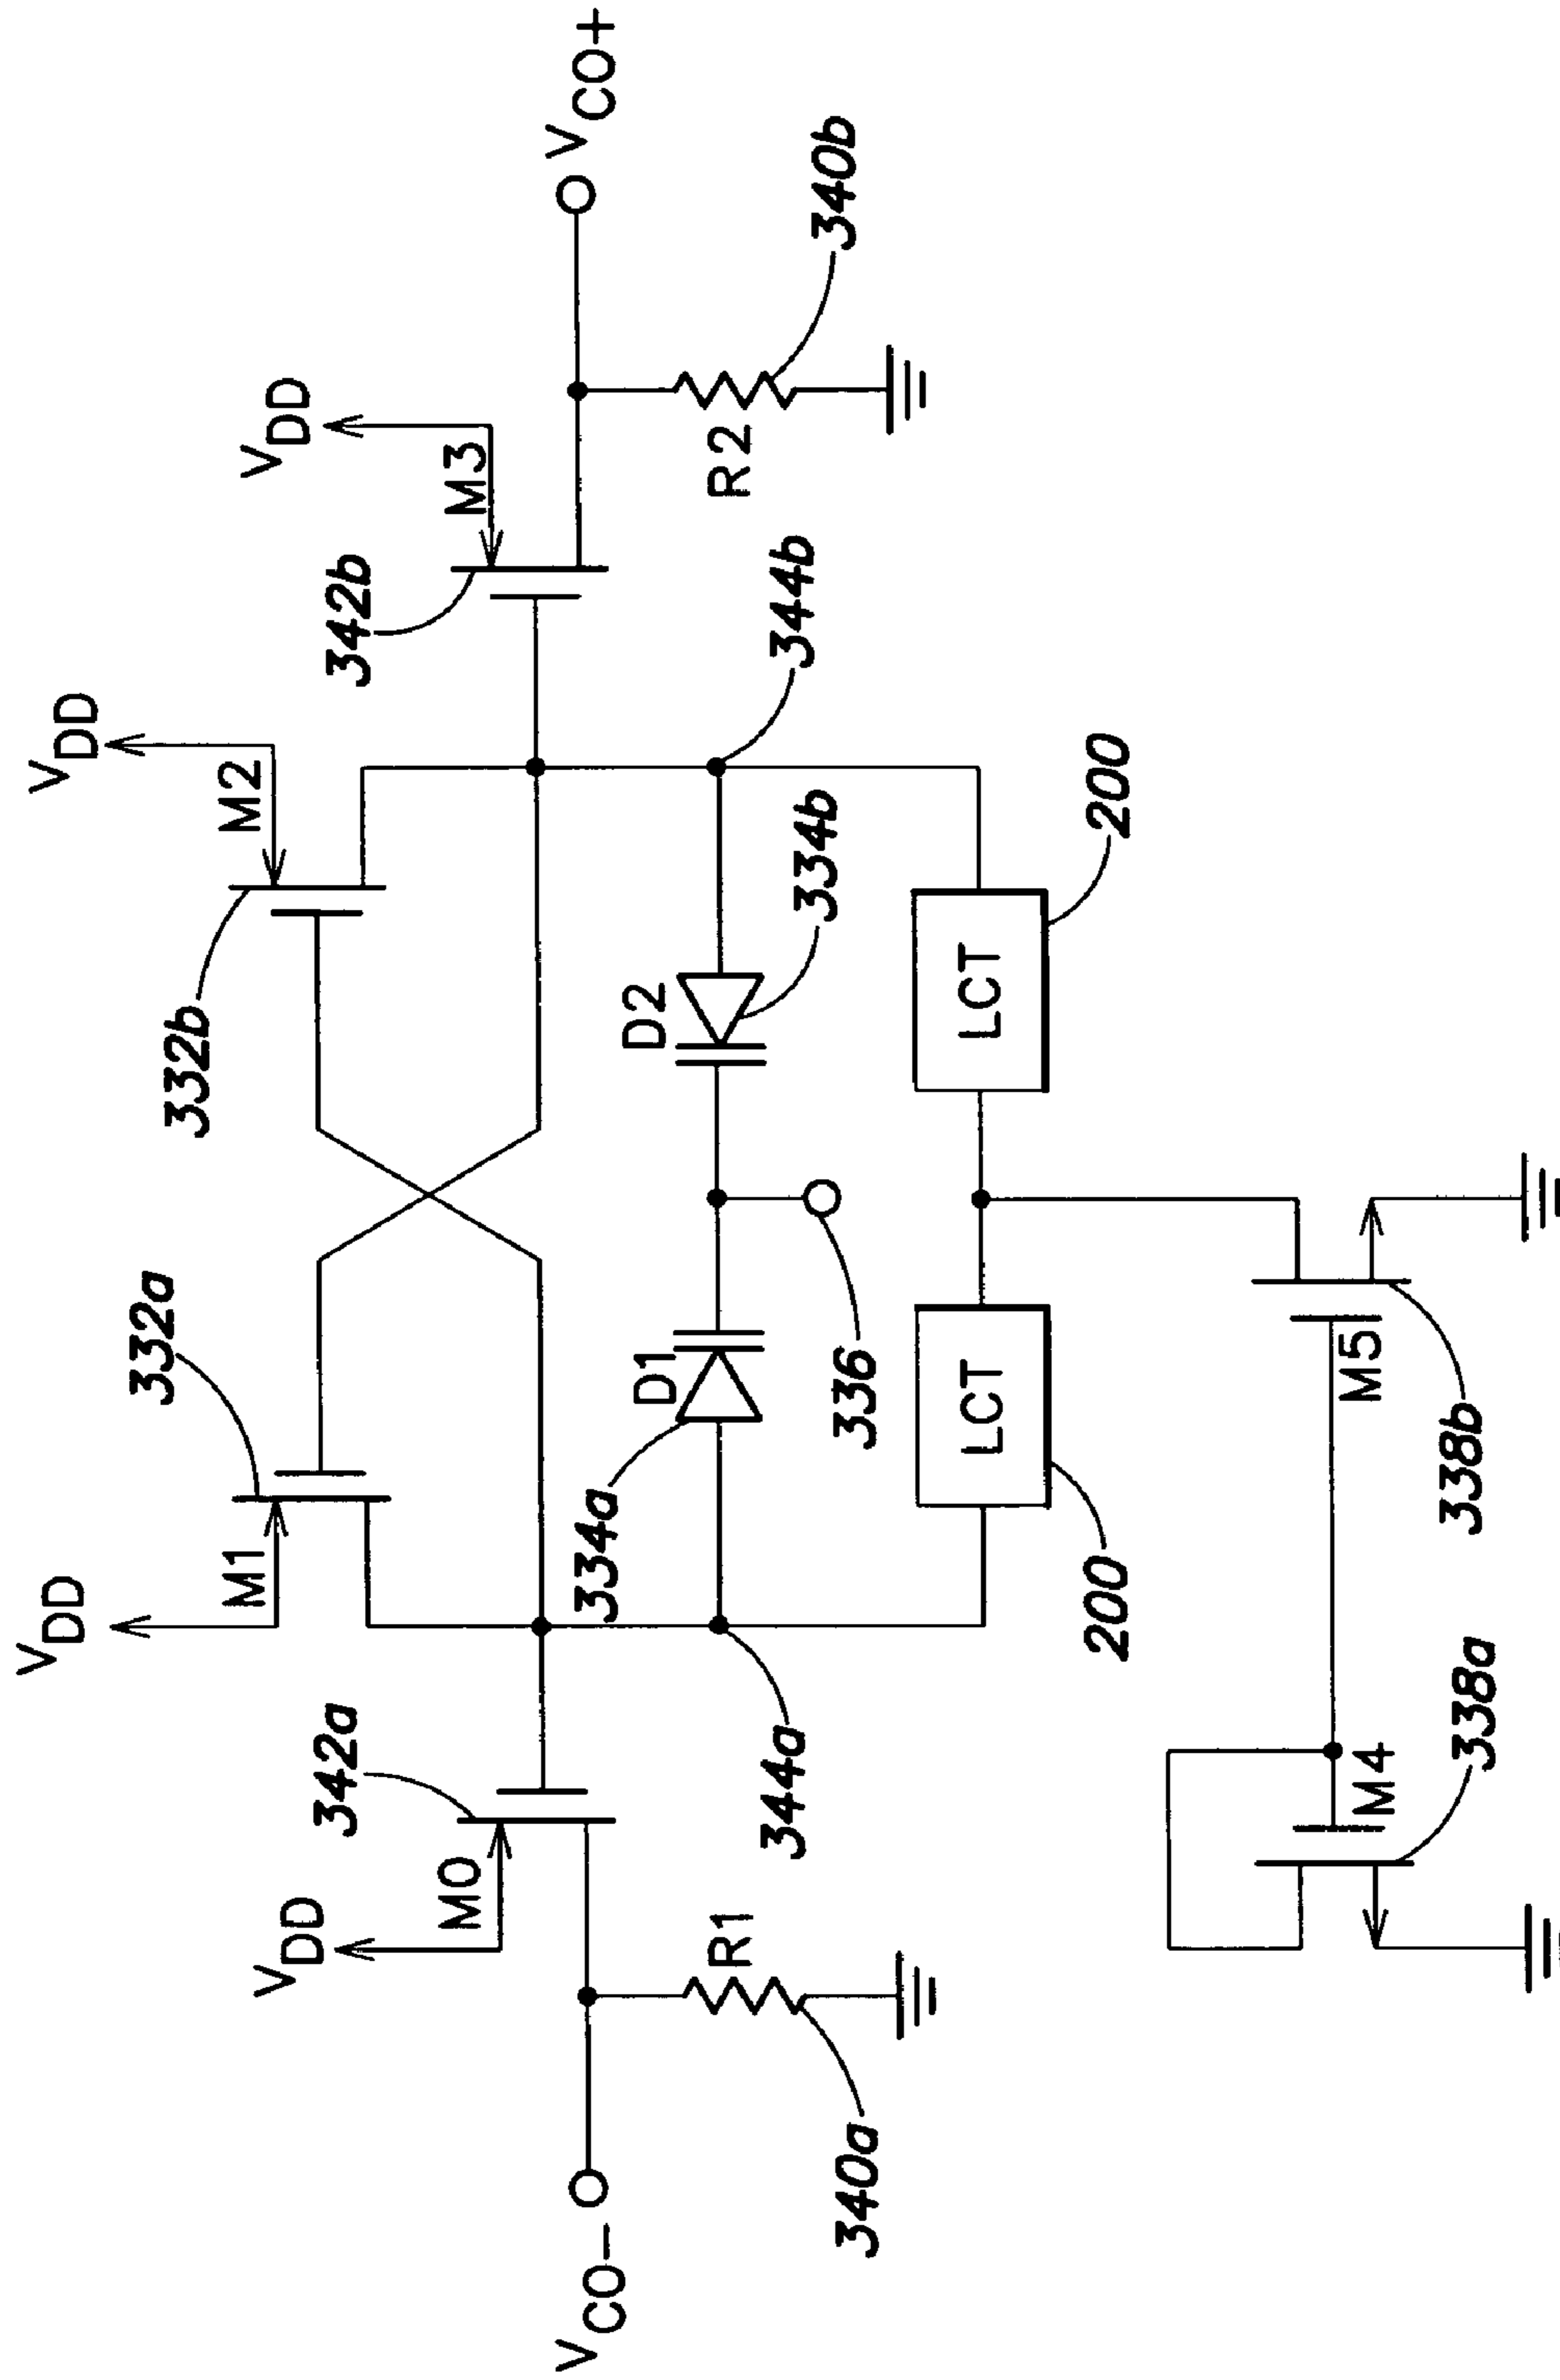 VDD
VDD
332a
332b
M1
M2
VDD
VDD
342a
342b
M0
M3
VCO-
VCO+
D1
D2
R1
R2
334a
344a
344b
334b
340a
336
340b
LCT
LCT
200
200
M4
M5
338a
338b